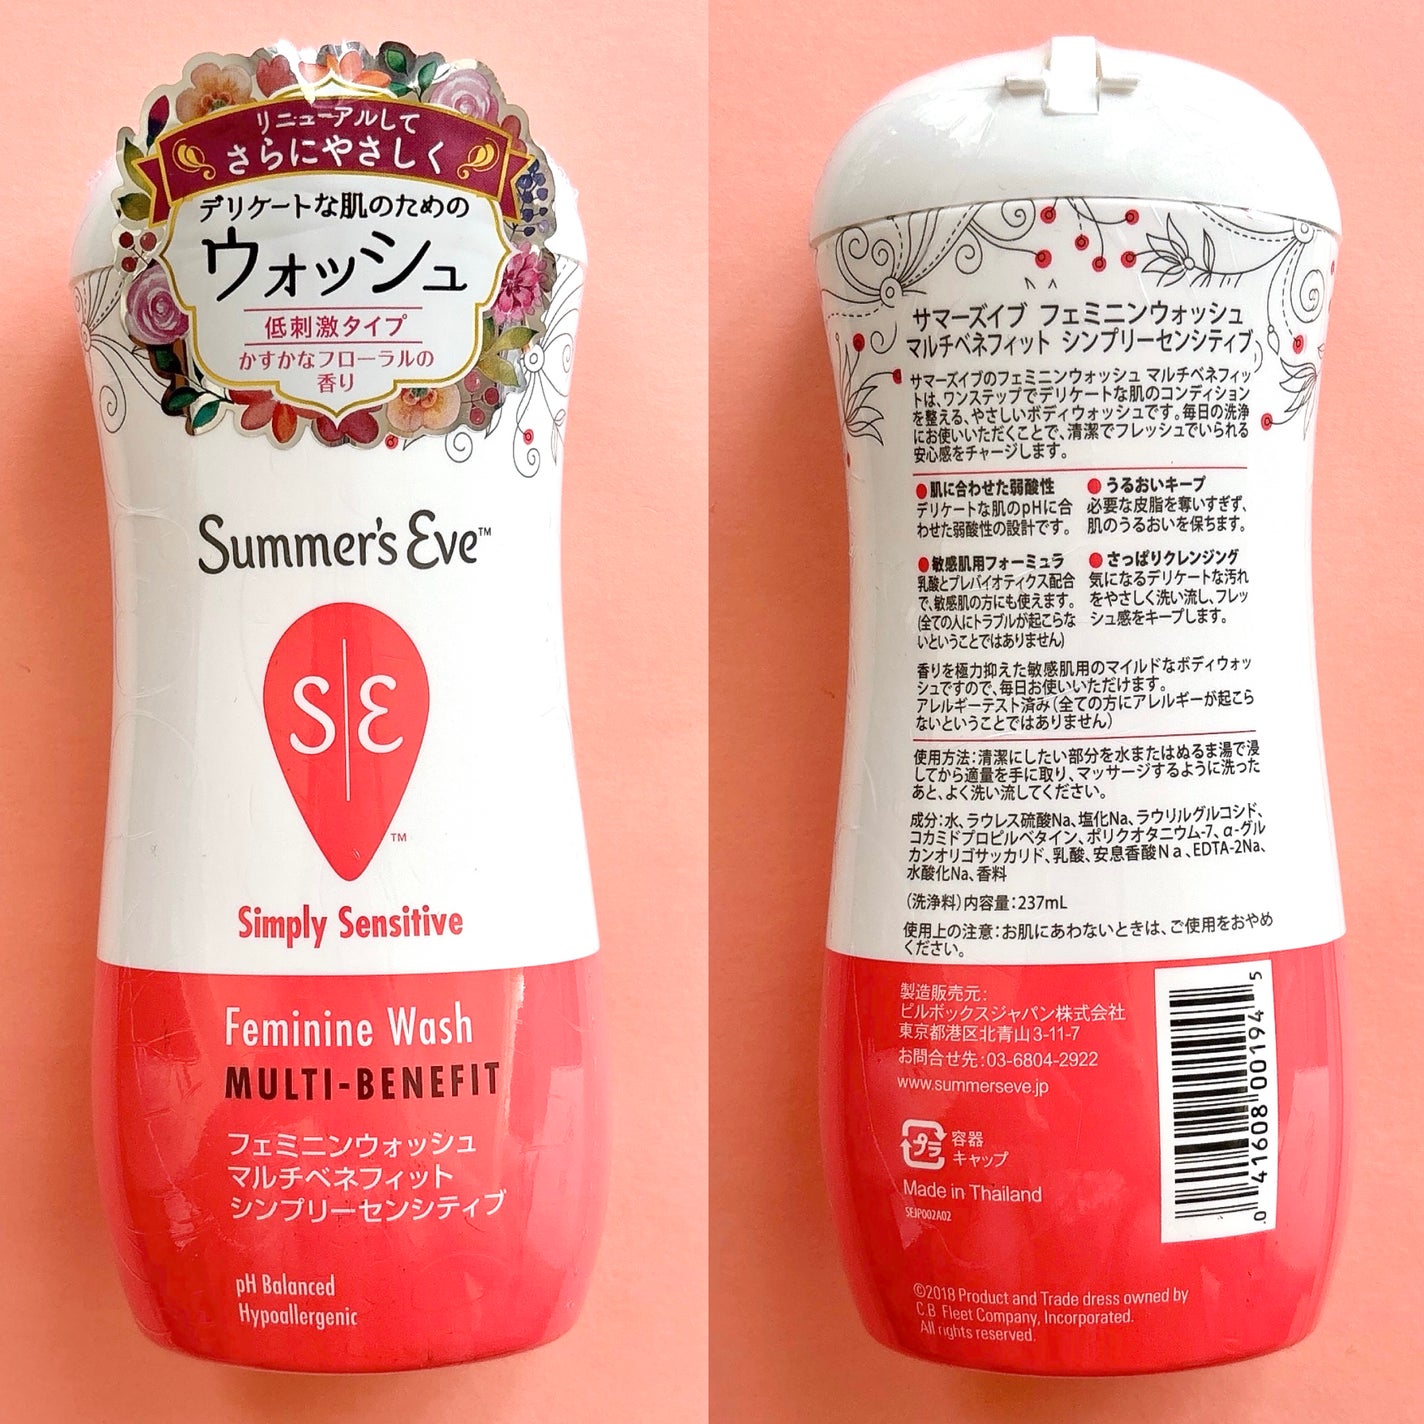 リニューアルして
さらにやさしく
デリケートな肌のための
ウォッシュ
低刺激タイプ
かすかなフローラルの
香り
Summer's Eve™
S|E
™
Simply Sensitive
Feminine Wash
MULTI-BENEFIT
フェミニンウォッシュ
マルチベネフィット
シンプリーセンシティブ
pH Balanced
Hypoallergenic
サマーズイブ フェミニンウォッシュ
マルチベネフィット シンプリーセンシティブ
サマーズイブのフェミニンウォッシュ マルチベネフィッ
トは、ワンステップでデリケートな肌のコンディション
を整える、やさしいボディウォッシュです。毎日の洗浄
にお使いいただくことで、清潔でフレッシュでいられる
安心感をチャージします。
●肌に合わせた弱酸性
デリケートな肌のpHに合
わせた弱酸性の設計です。
●うるおいキープ
必要な皮脂を奪いすぎず、
肌のうるおいを保ちます。
●敏感肌用フォーミュラ
乳酸とプレバイオティクス配合
で、敏感肌の方にも使えます。
(全ての人にトラブルが起こらな
いということではありません)
●さっぱりクレンジング
気になるデリケートな汚れ
をやさしく洗い流し、フレッ
シュ感をキープします。
香りを極力抑えた敏感肌用のマイルドなボディウォッ
シュですので、毎日お使いいただけます。
アレルギーテスト済み(全ての方にアレルギーが起こら
ないということではありません)
使用方法:清潔にしたい部分を水またはぬるま湯で浸
してから適量を手に取り、マッサージするように洗った
あと、よく洗い流してください。
成分:水、ラウレス硫酸Na、塩化Na、ラウリルグルコシド、
コカミドプロピルベタイン、ポリクオタニウム-7、α-グル
カンオリゴサッカリド、乳酸、安息香酸Ｎａ、EDTA-2Na、
水酸化Na、香料
(洗浄料)内容量:237mL
使用上の注意:お肌にあわないときは、ご使用をおやめ
ください。
製造販売元:
ピルボックスジャパン株式会社
東京都港区北青山3-11-7
お問合せ先:03-6804-2922
www.summerseve.jp
プラ
容器
キャップ
Made in Thailand
SEJP002A02
0 41608 00194 5
©2018 Product and Trade dress owned by
C.B Fleet Company, Incorporated.
All rights reserved.